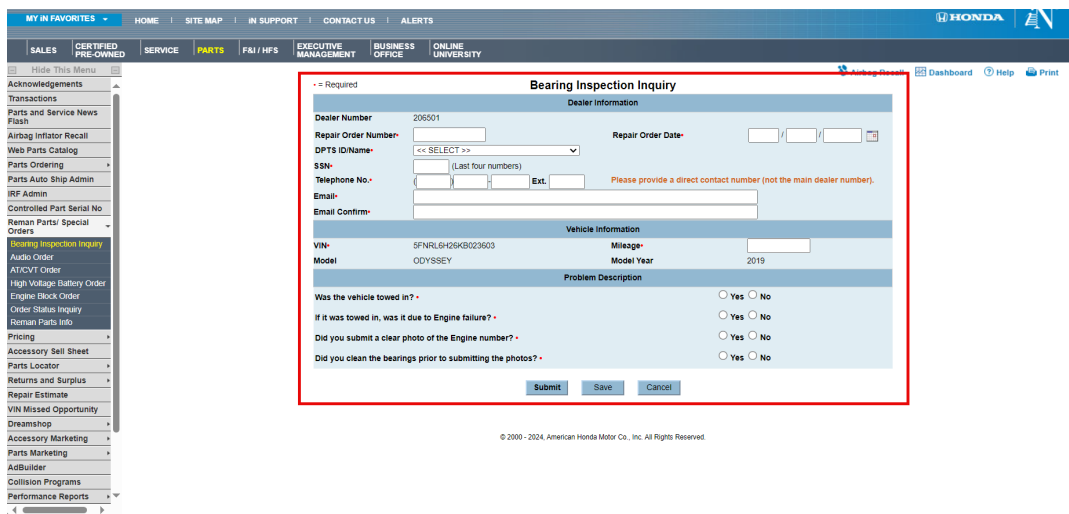 MY iN FAVORITES
HOME | SITE MAP | iN SUPPORT | CONTACT US | ALERTS
HONDA
iN
SALES
CERTIFIED PRE-OWNED
SERVICE
PARTS
F&I / HFS
EXECUTIVE MANAGEMENT
BUSINESS OFFICE
ONLINE UNIVERSITY
Hide This Menu
Airbag Recall Dashboard Help Print
Acknowledgements
Transactions
Parts and Service News
Flash
Airbag Inflator Recall
Web Parts Catalog
Parts Ordering
Parts Auto Ship Admin
IRF Admin
Controlled Part Serial No
Reman Parts/ Special
Orders
Bearing Inspection Inquiry
Audio Order
AT/CVT Order
High Voltage Battery Order
Engine Block Order
Order Status Inquiry
Reman Parts Info
Pricing
Accessory Sell Sheet
Parts Locator
Returns and Surplus
Repair Estimate
VIN Missed Opportunity
Dreamshop
Accessory Marketing
Parts Marketing
AdBuilder
Collision Programs
Performance Reports
• = Required
Bearing Inspection Inquiry
Dealer Information
Dealer Number 206501
Repair Order Number• Repair Order Date• / /
DPTS ID/Name• << SELECT >>
SSN• (Last four numbers)
Telephone No.• ( ) - Ext. Please provide a direct contact number (not the main dealer number).
Email•
Email Confirm•
Vehicle Information
VIN• 5FNRL6H26KB023603 Mileage•
Model ODYSSEY Model Year 2019
Problem Description
Was the vehicle towed in? • Yes No
If it was towed in, was it due to Engine failure? • Yes No
Did you submit a clear photo of the Engine number? • Yes No
Did you clean the bearings prior to submitting the photos? • Yes No
Submit Save Cancel
© 2000 - 2024, American Honda Motor Co., Inc. All Rights Reserved.